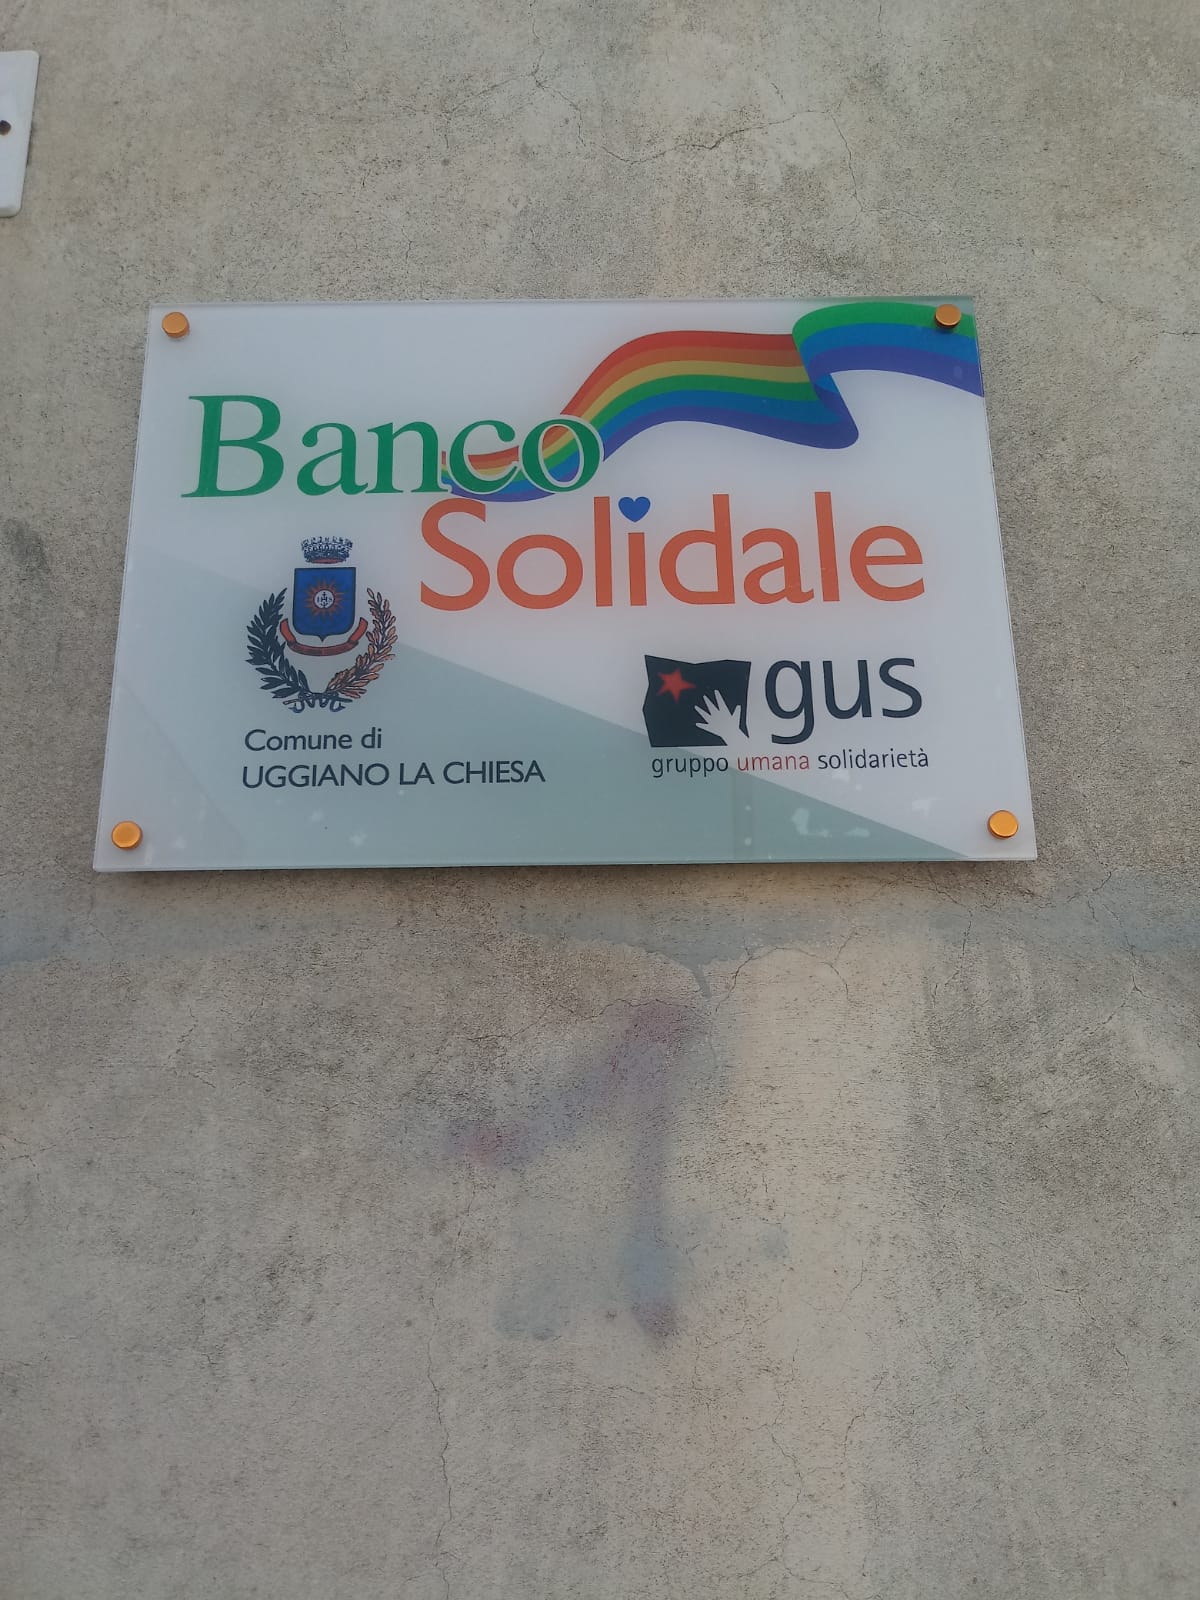 Banco
Solidale
gus
gruppo umana solidarietà
Comune di
UGGIANO LA CHIESA